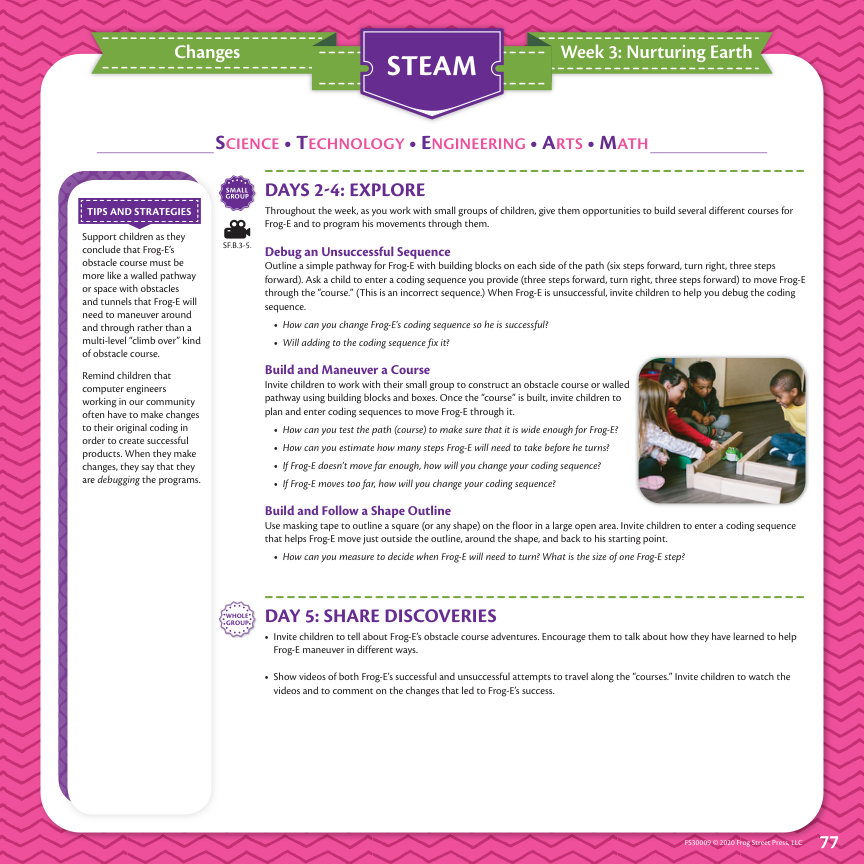 Changes
STEAM
Week 3: Nurturing Earth
SCIENCE • TECHNOLOGY • ENGINEERING • ARTS • MATH
TIPS AND STRATEGIES
Support children as they
conclude that Frog-E’s
obstacle course must be
more like a walled pathway
or space with obstacles
and tunnels that Frog-E will
need to maneuver around
and through rather than a
multi-level “climb over” kind
of obstacle course.
Remind children that
computer engineers
working in our community
often have to make changes
to their original coding in
order to create successful
products. When they make
changes, they say that they
are debugging the programs.
SMALL
GROUP
SF.B.3-5.
DAYS 2-4: EXPLORE
Throughout the week, as you work with small groups of children, give them opportunities to build several different courses for
Frog-E and to program his movements through them.
Debug an Unsuccessful Sequence
Outline a simple pathway for Frog-E with building blocks on each side of the path (six steps forward, turn right, three steps
forward). Ask a child to enter a coding sequence you provide (three steps forward, turn right, three steps forward) to move Frog-E
through the “course.” (This is an incorrect sequence.) When Frog-E is unsuccessful, invite children to help you debug the coding
sequence.
• How can you change Frog-E’s coding sequence so he is successful?
• Will adding to the coding sequence fix it?
Build and Maneuver a Course
Invite children to work with their small group to construct an obstacle course or walled
pathway using building blocks and boxes. Once the “course” is built, invite children to
plan and enter coding sequences to move Frog-E through it.
• How can you test the path (course) to make sure that it is wide enough for Frog-E?
• How can you estimate how many steps Frog-E will need to take before he turns?
• If Frog-E doesn’t move far enough, how will you change your coding sequence?
• If Frog-E moves too far, how will you change your coding sequence?
Build and Follow a Shape Outline
Use masking tape to outline a square (or any shape) on the floor in a large open area. Invite children to enter a coding sequence
that helps Frog-E move just outside the outline, around the shape, and back to his starting point.
• How can you measure to decide when Frog-E will need to turn? What is the size of one Frog-E step?
WHOLE
GROUP
DAY 5: SHARE DISCOVERIES
• Invite children to tell about Frog-E’s obstacle course adventures. Encourage them to talk about how they have learned to help
Frog-E maneuver in different ways.
• Show videos of both Frog-E’s successful and unsuccessful attempts to travel along the “courses.” Invite children to watch the
videos and to comment on the changes that led to Frog-E’s success.
FS30009 © 2020 Frog Street Press, LLC
77